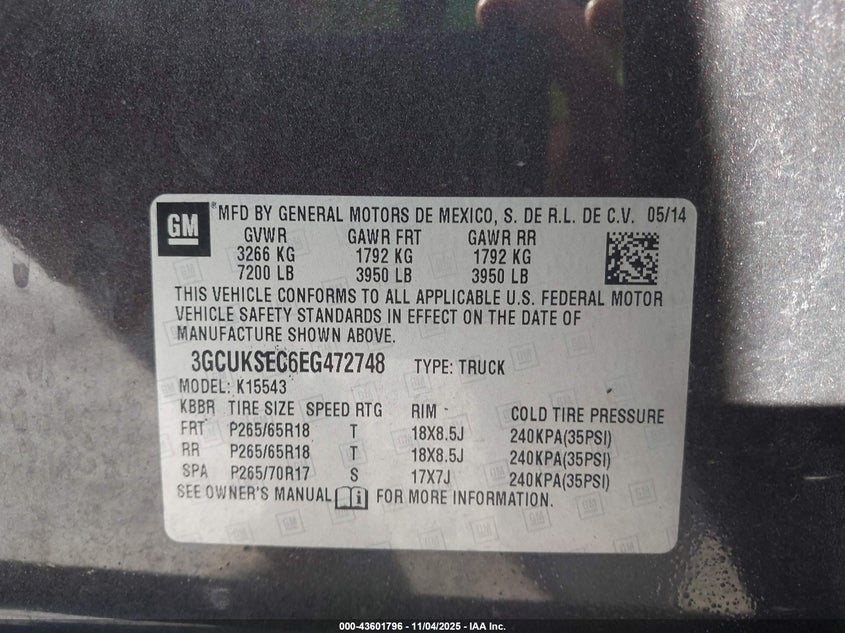 GM
®MFD BY GENERAL MOTORS DE MEXICO, S. DE R.L. DE C.V. 05/14
GVWR GAWR FRT GAWR RR
3266 KG 1792 KG 1792 KG
7200 LB 3950 LB 3950 LB
THIS VEHICLE CONFORMS TO ALL APPLICABLE U.S. FEDERAL MOTOR
VEHICLE SAFETY STANDARDS IN EFFECT ON THE DATE OF
MANUFACTURE SHOWN ABOVE.
3GCUKSEC6EG472748 TYPE: TRUCK
MODEL: K15543
KBBR TIRE SIZE SPEED RTG RIM COLD TIRE PRESSURE
FRT P265/65R18 T 18X8.5J 240KPA(35PSI)
RR P265/65R18 T 18X8.5J 240KPA(35PSI)
SPA P265/70R17 S 17X7J 240KPA(35PSI)
SEE OWNER'S MANUAL i FOR MORE INFORMATION.
000-43601796 - 11/04/2025 - IAA Inc.